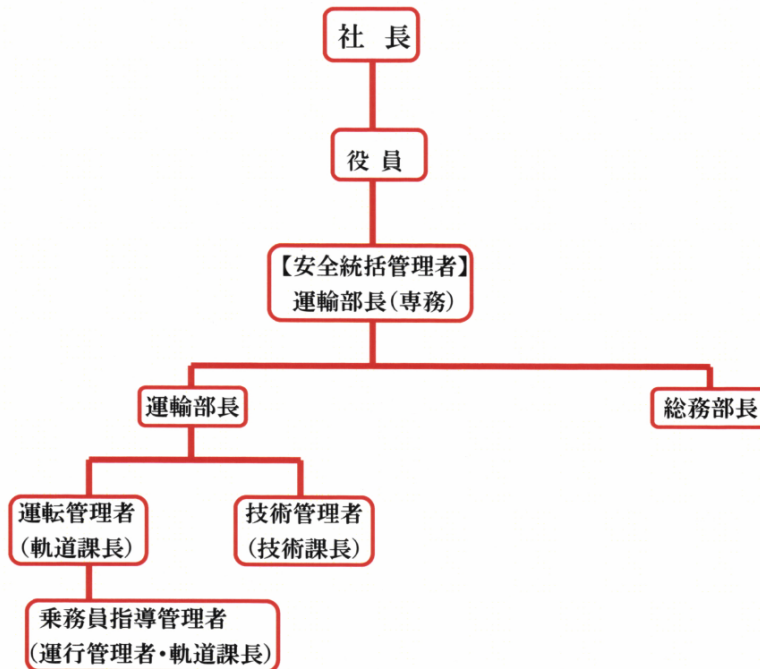 社 長
役 員
【安全統括管理者】
運輸部長(専務)
運輸部長
総務部長
運転管理者
(軌道課長)
技術管理者
(技術課長)
乗務員指導管理者
(運行管理者・軌道課長)